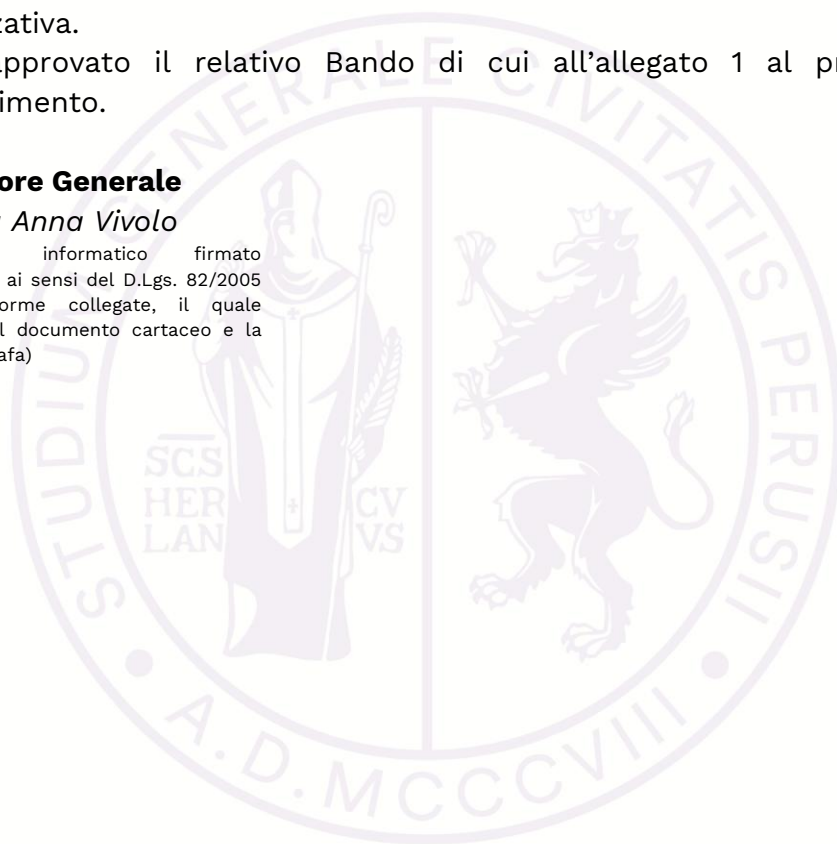 zativa.
approvato il relativo Bando di cui all’allegato 1 al pr
imento.
ore Generale
Anna Vivolo
informatico firmato
ai sensi del D.Lgs. 82/2005
orme collegate, il quale
l documento cartaceo e la
afa)
STUDIUM GENERALE CIVITATIS PERUSII
SCS
HER
LAN
CV
VS
A.D. MCCCVIII